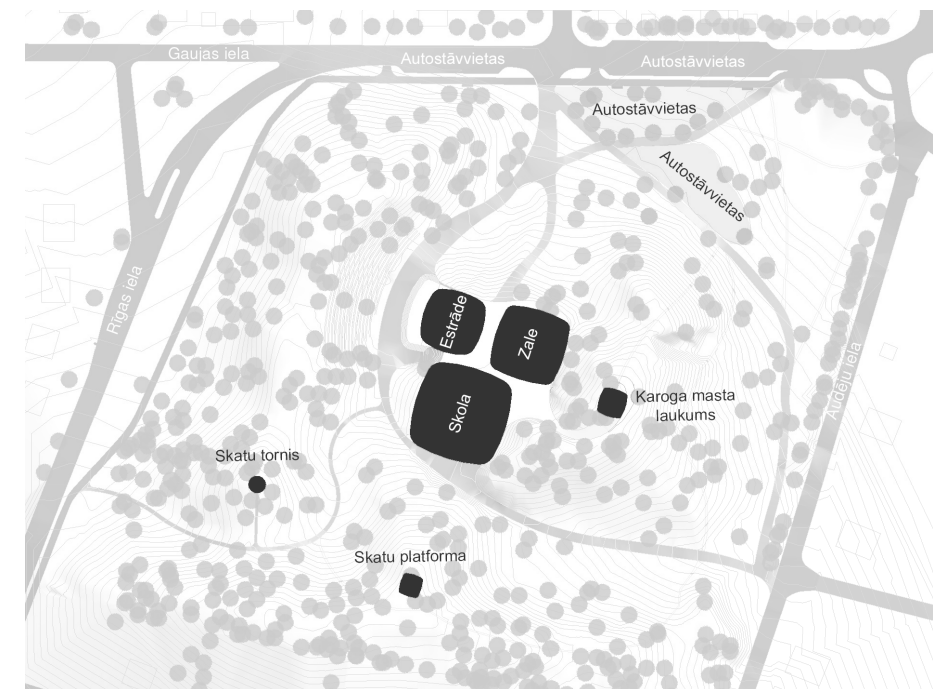 Gaujas iela
Autostāvvietas
Autostāvvietas
Autostāvvietas
Autostāvvietas
Rīgas iela
Estrāde
Zale
Audēju iela
Skola
Karoga masta
laukums
Skatu tornis
Skatu platforma